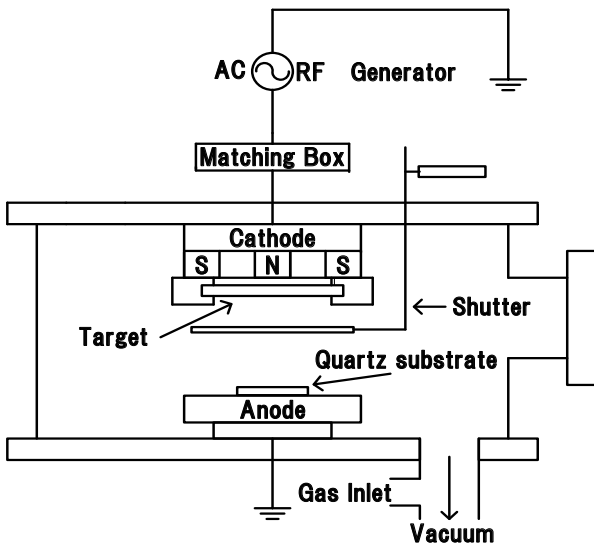 AC RF Generator
Matching Box
Cathode
S N S
Shutter
Target
Quartz substrate
Anode
Gas Inlet
Vacuum